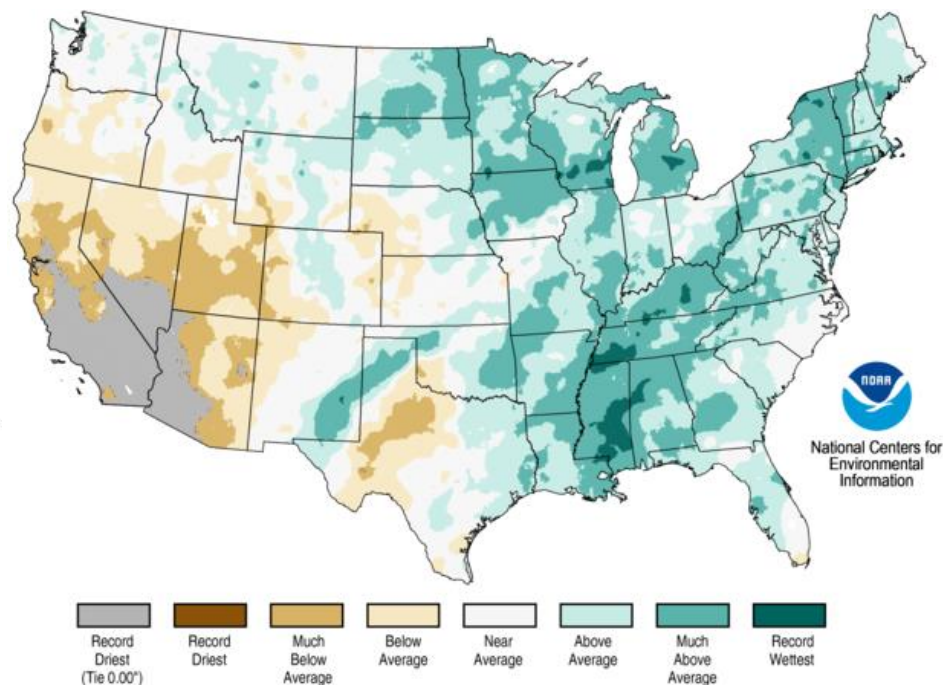 NOAA
National Centers for
Environmental
Information
Record
Driest
(Tie 0.00")
Record
Driest
Much
Below
Average
Below
Average
Near
Average
Above
Average
Much
Above
Average
Record
Wettest